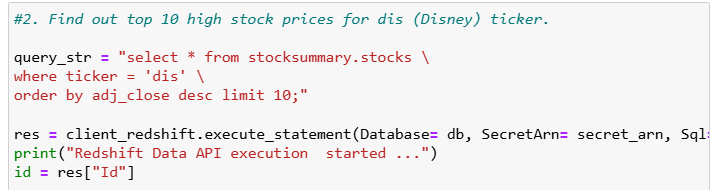 #2. Find out top 10 high stock prices for dis (Disney) ticker.
query_str = "select * from stocksummary.stocks \
where ticker = 'dis' \
order by adj_close desc limit 10;"
res = client_redshift.execute_statement(Database= db, SecretArn= secret_arn, Sql=
print("Redshift Data API execution  started ...")
id = res["Id"]